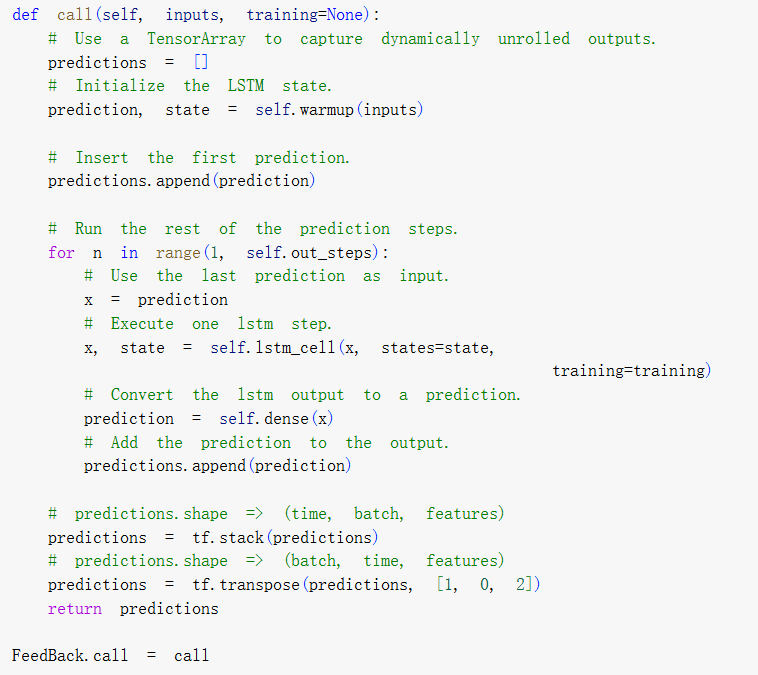 def call(self, inputs, training=None):
    # Use a TensorArray to capture dynamically unrolled outputs.
    predictions = []
    # Initialize the LSTM state.
    prediction, state = self.warmup(inputs)

    # Insert the first prediction.
    predictions.append(prediction)

    # Run the rest of the prediction steps.
    for n in range(1, self.out_steps):
        # Use the last prediction as input.
        x = prediction
        # Execute one lstm step.
        x, state = self.lstm_cell(x, states=state,
                                  training=training)
        # Convert the lstm output to a prediction.
        prediction = self.dense(x)
        # Add the prediction to the output.
        predictions.append(prediction)

    # predictions.shape => (time, batch, features)
    predictions = tf.stack(predictions)
    # predictions.shape => (batch, time, features)
    predictions = tf.transpose(predictions, [1, 0, 2])
    return predictions

FeedBack.call = call